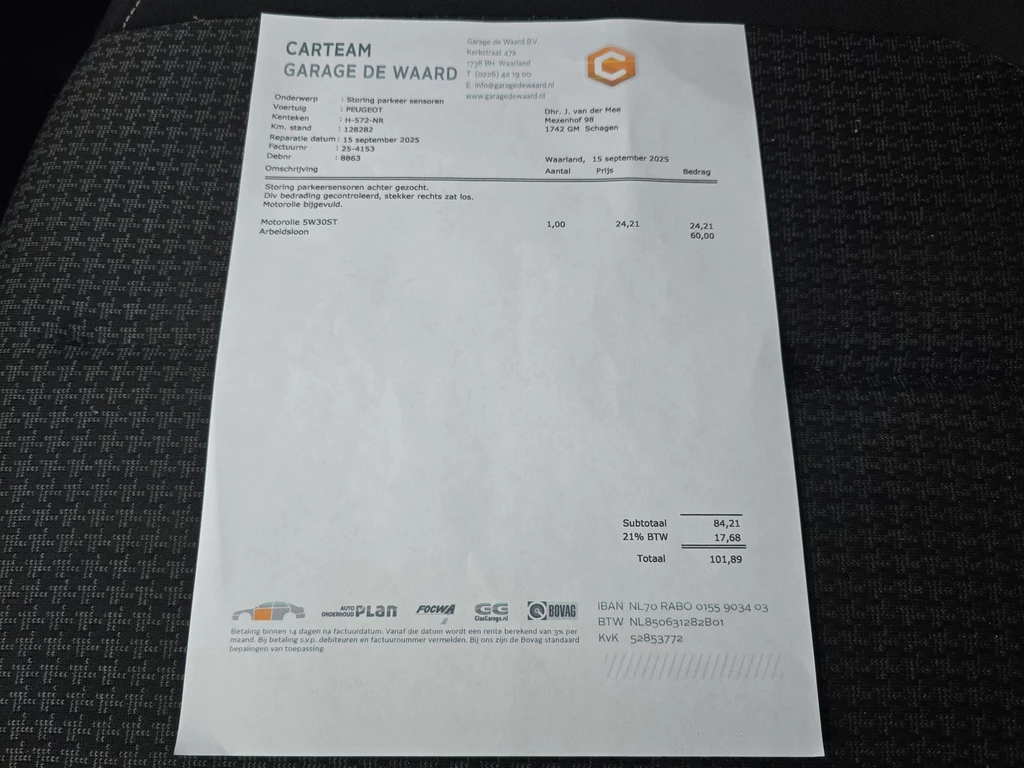 CARTEAM
GARAGE DE WAARD
Garage de Waard B.V.
Kerkstraat 47a
1738 BH Waarland
T (0226) 42 19 00
E info@garagedewaard.nl
www.garagedewaard.nl
Onderwerp : Storing parkeer sensoren
Voertuig : PEUGEOT
Kenteken : H-572-NR
Km. stand : 128282
Reparatie datum : 15 september 2025
Factuurnr : 25-4153
Debnr : 8863
Dhr. J. van der Mee
Mezenhof 98
1742 GM Schagen
Waarland, 15 september 2025
Omschrijving Aantal Prijs Bedrag
Storing parkeersensoren achter gezocht.
Div bedrading gecontroleerd, stekker rechts zat los.
Motorolie bijgevuld.
Motorolie 5W30ST 1,00 24,21 24,21
Arbeidsloon 60,00
Subtotaal 84,21
21% BTW 17,68
Totaal 101,89
AUTO ONDERHOUD PLAN
FOCWA
GG GlasGarage.nl
BOVAG
Betaling binnen 14 dagen na factuurdatum. Vanaf die datum wordt een rente berekend van 3% per
maand. Bij betaling s.v.p. debiteuren en factuurnummer vermelden. Bij ons zijn de Bovag standaard
bepalingen van toepassing.
IBAN NL70 RABO 0155 9034 03
BTW NL850631282B01
KvK 52853772